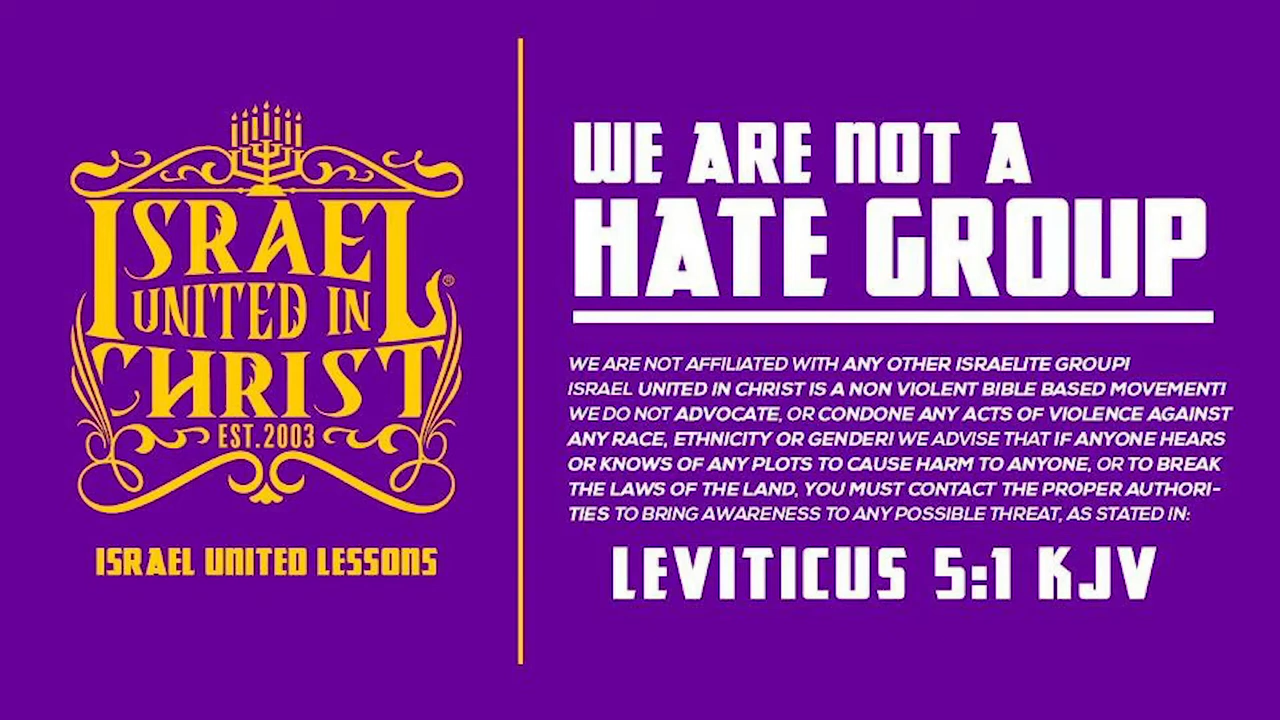 ISRAEL
UNITED IN
CHRIST
EST. 2003
ISRAEL UNITED LESSONS
WE ARE NOT A
HATE GROUP
WE ARE NOT AFFILIATED WITH ANY OTHER ISRAELITE GROUP!
ISRAEL UNITED IN CHRIST IS A NON VIOLENT BIBLE BASED MOVEMENT!
WE DO NOT ADVOCATE, OR CONDONE ANY ACTS OF VIOLENCE AGAINST
ANY RACE, ETHNICITY OR GENDER! WE ADVISE THAT IF ANYONE HEARS
OR KNOWS OF ANY PLOTS TO CAUSE HARM TO ANYONE, OR TO BREAK
THE LAWS OF THE LAND, YOU MUST CONTACT THE PROPER AUTHORI-
TIES TO BRING AWARENESS TO ANY POSSIBLE THREAT, AS STATED IN:
LEVITICUS 5:1 KJV